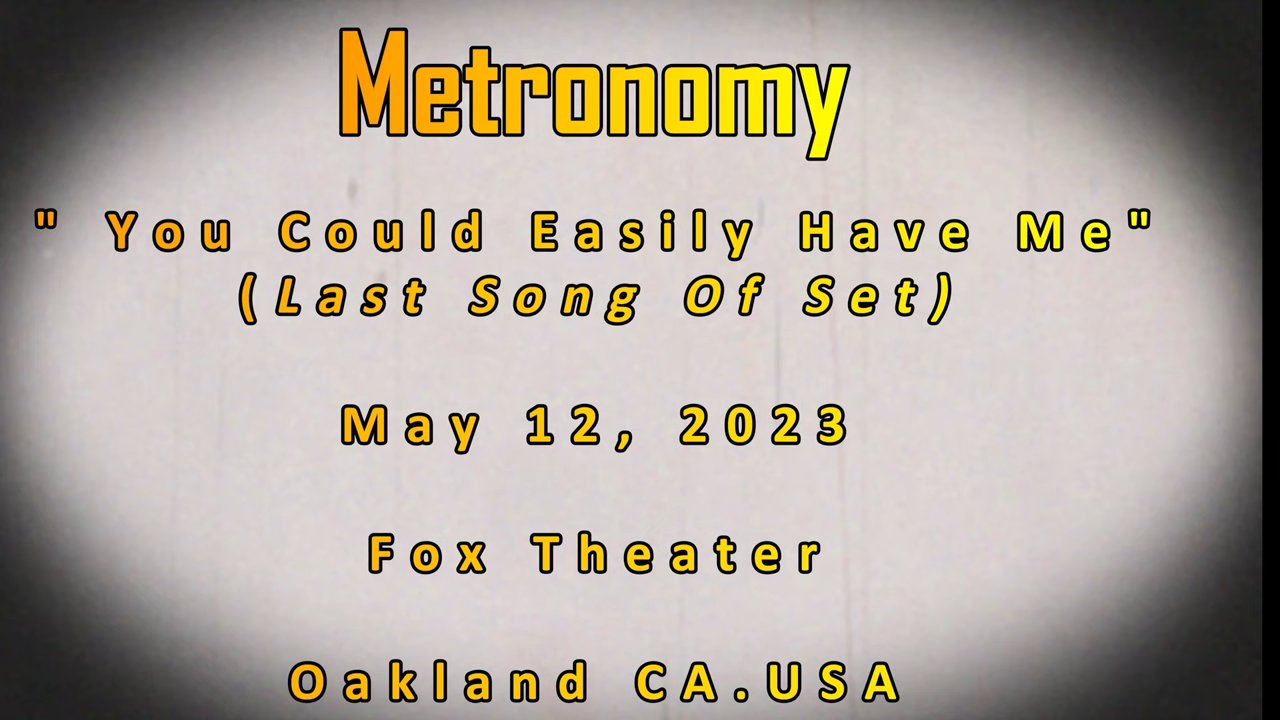 Metronomy
" You Could Easily Have Me"
(Last Song Of Set)
May 12, 2023
Fox Theater
Oakland CA.USA